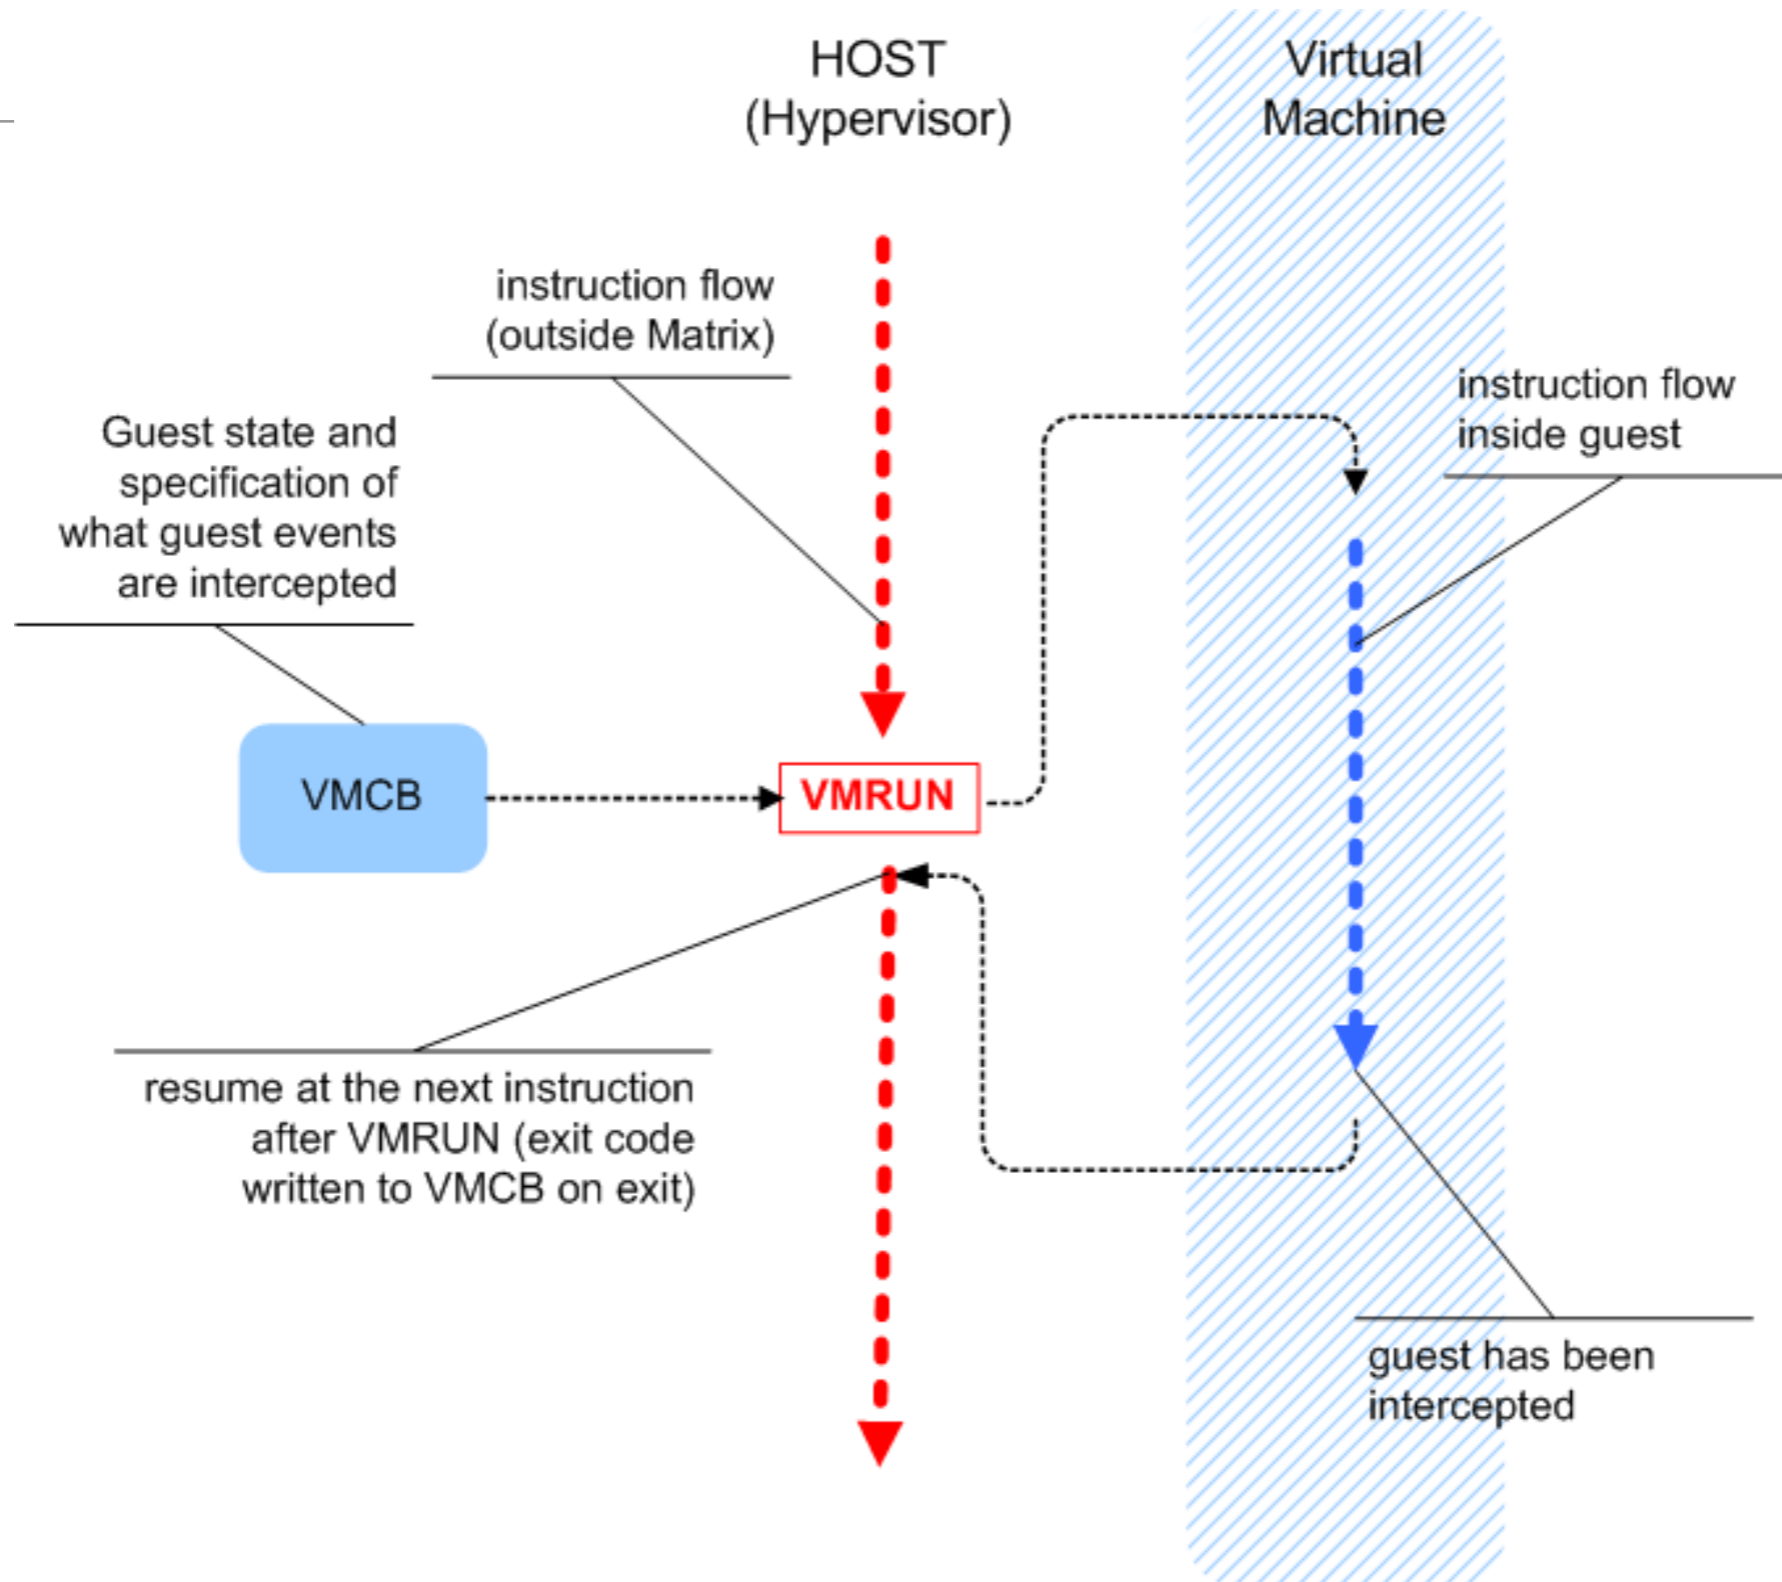 HOST
(Hypervisor)
Virtual
Machine
instruction flow
(outside Matrix)
instruction flow
inside guest
Guest state and
specification of
what guest events
are intercepted
VMCB
VMRUN
resume at the next instruction
after VMRUN (exit code
written to VMCB on exit)
guest has been
intercepted